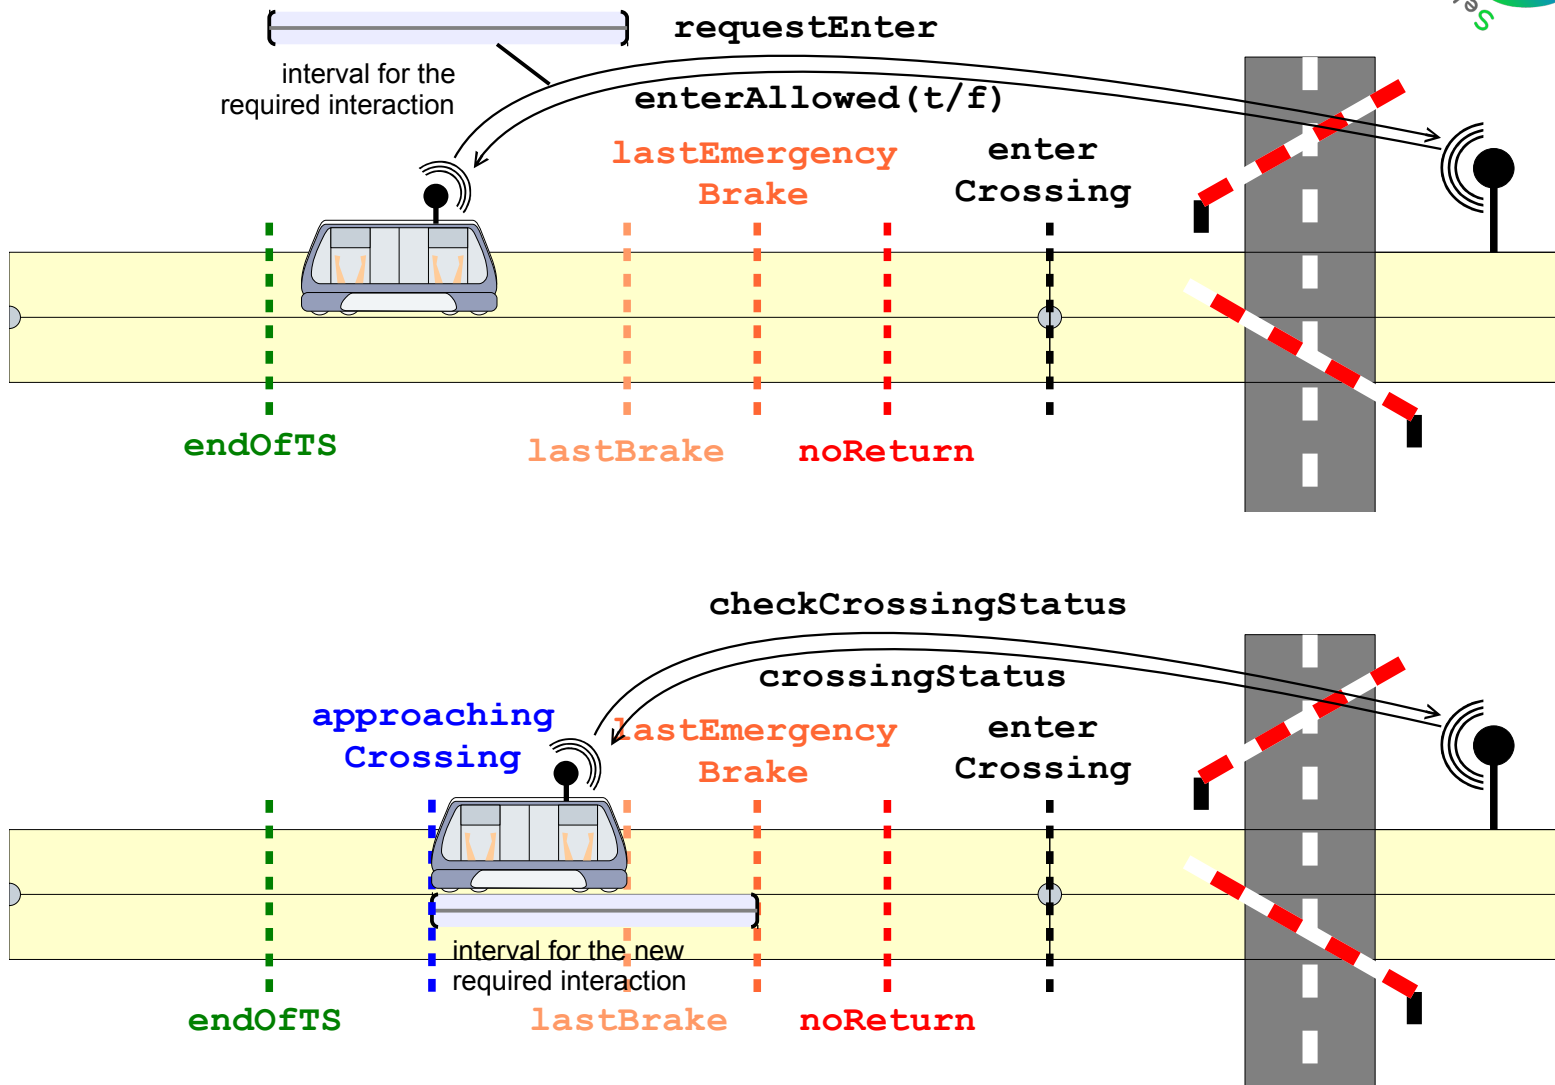 requestEnter
interval for the
required interaction
enterAllowed(t/f)
lastEmergency
Brake
enter
Crossing
endOfTS
lastBrake
noReturn
checkCrossingStatus
crossingStatus
approaching
Crossing
lastEmergency
Brake
enter
Crossing
interval for the new
required interaction
endOfTS
lastBrake
noReturn